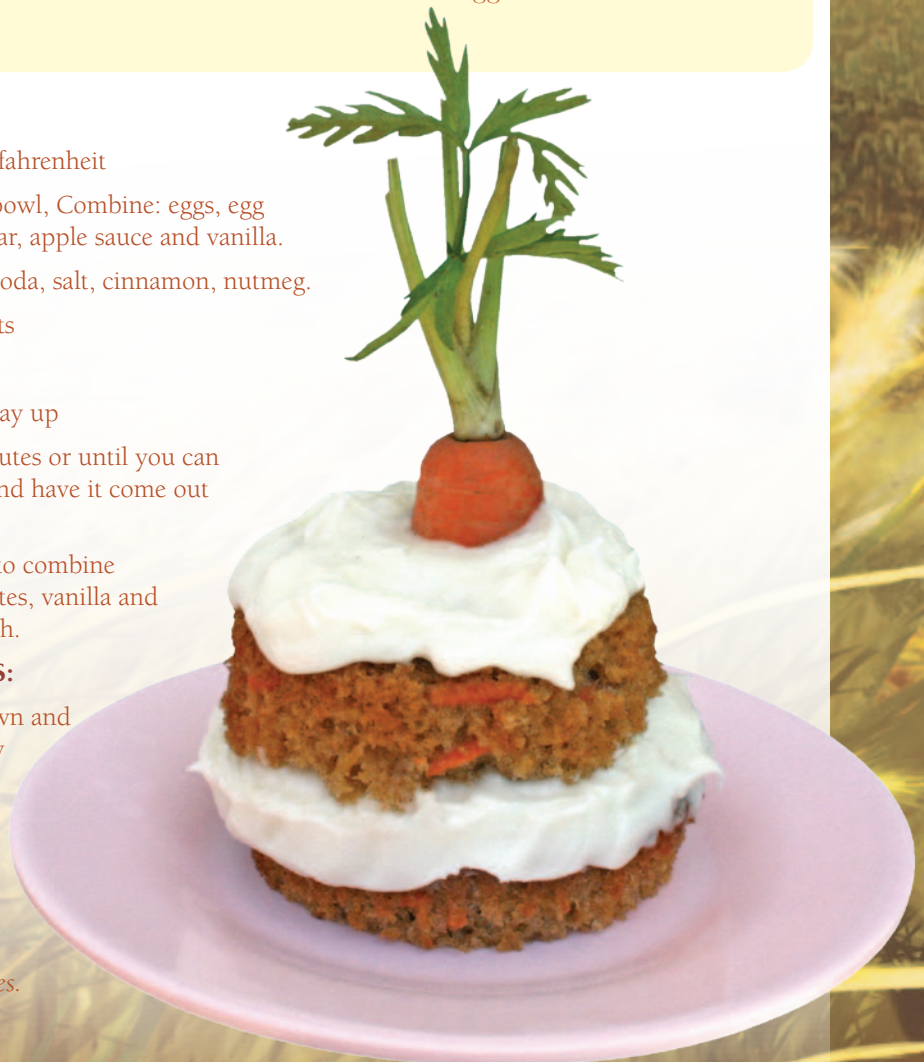 fahrenheit
bowl, Combine: eggs, egg
ar, apple sauce and vanilla.
oda, salt, cinnamon, nutmeg.
ts
ay up
utes or until you can
nd have it come out
to combine
tes, vanilla and
h.
S:
wn and
es.